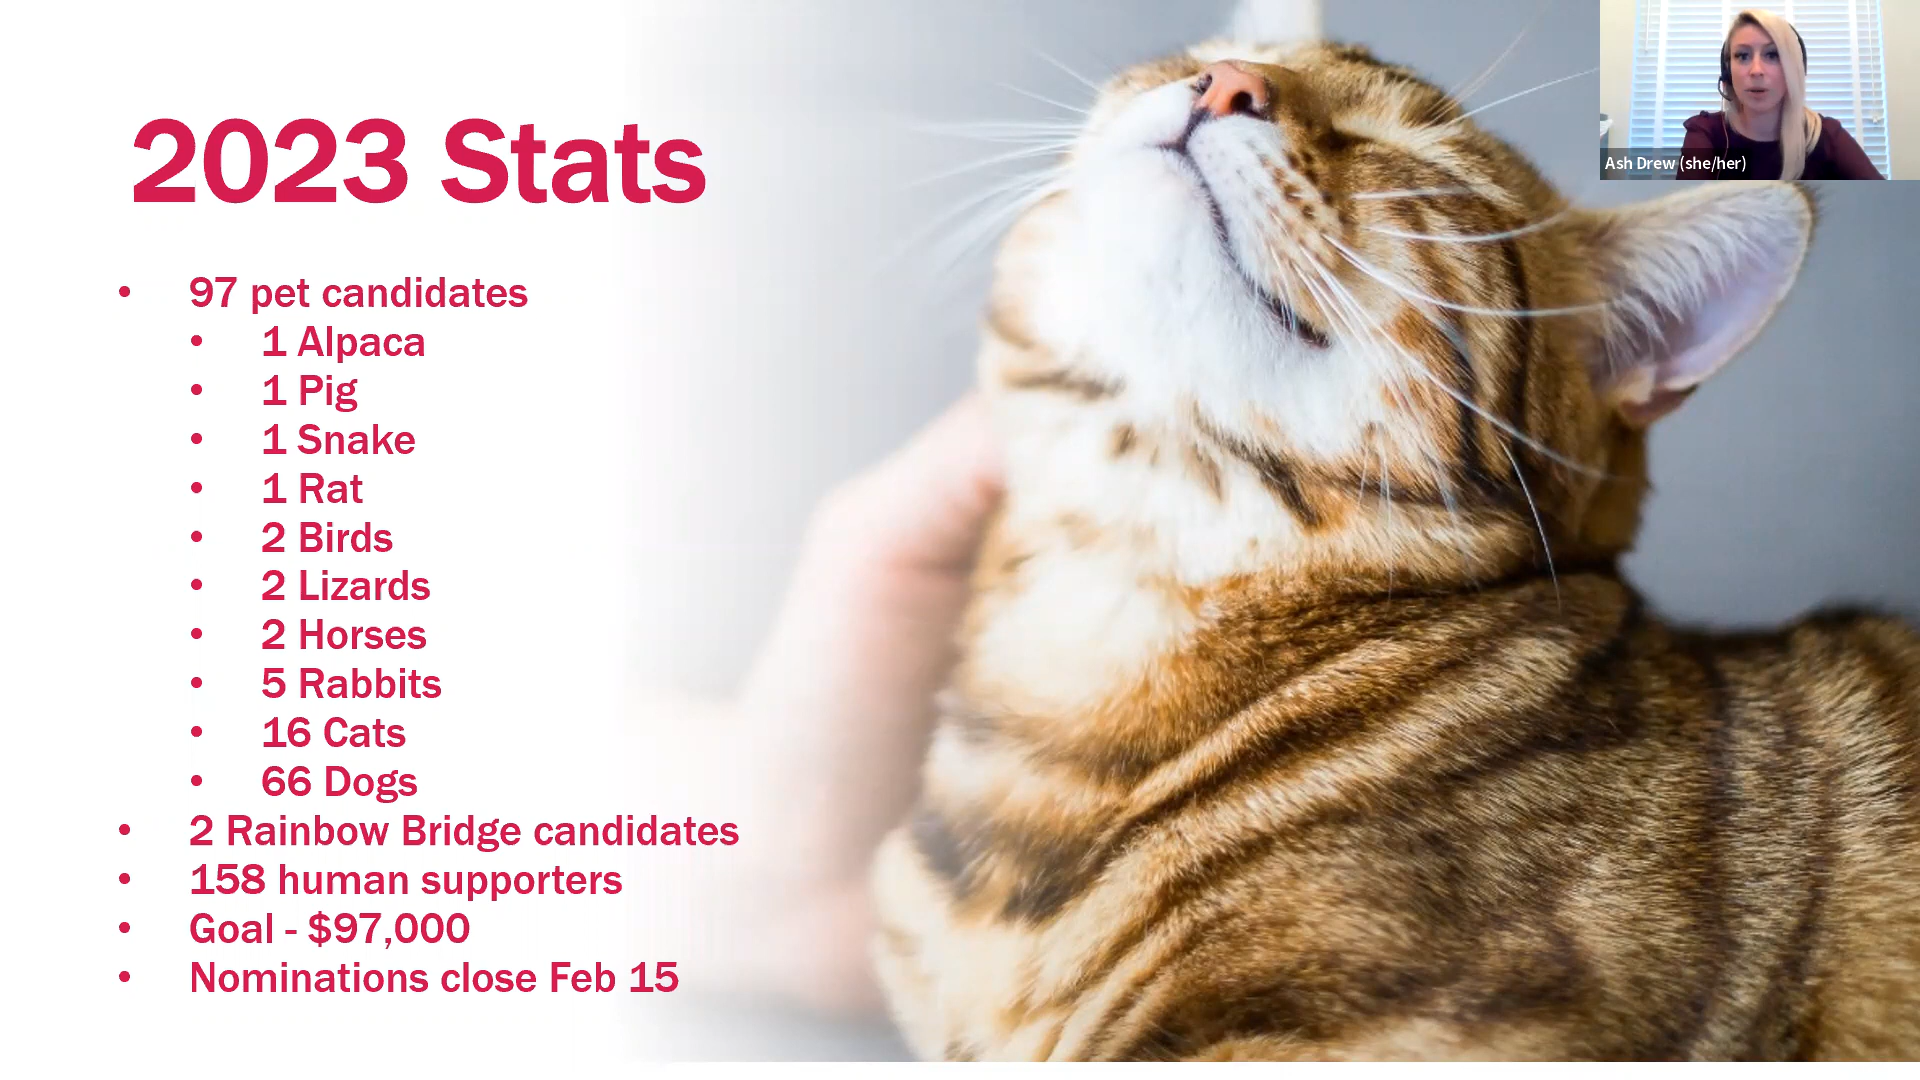 2023 Stats
• 97 pet candidates
• 1 Alpaca
• 1 Pig
• 1 Snake
• 1 Rat
• 2 Birds
• 2 Lizards
• 2 Horses
• 5 Rabbits
• 16 Cats
• 66 Dogs
• 2 Rainbow Bridge candidates
• 158 human supporters
• Goal - $97,000
• Nominations close Feb 15
Ash Drew (she/her)